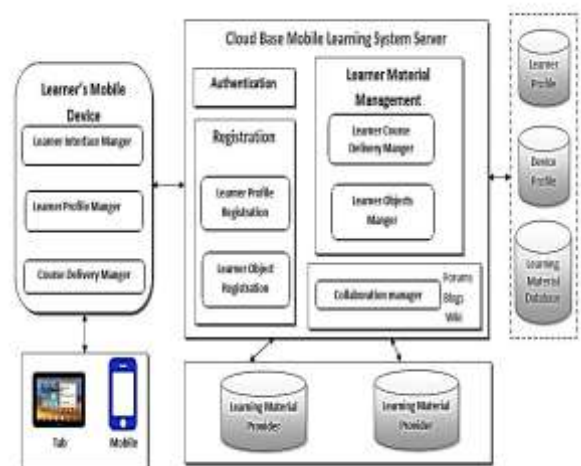 Cloud Base Mobile Learning System Server
Learner's Mobile
Device
Learner Interface Manger
Learner Profile Manger
Course Delivery Manger
Authentication
Registration
Learner Profile
Registration
Learner Object
Registration
Learner Material
Management
Learner Course
Delivery Manger
Learner Objects
Manger
Collaboration manager
Forums
Blogs
Wiki
Learner
Profile
Device
Profile
Learning
Material
Database
Tab
Mobile
Learning Material
Provider
Learning Material
Provider